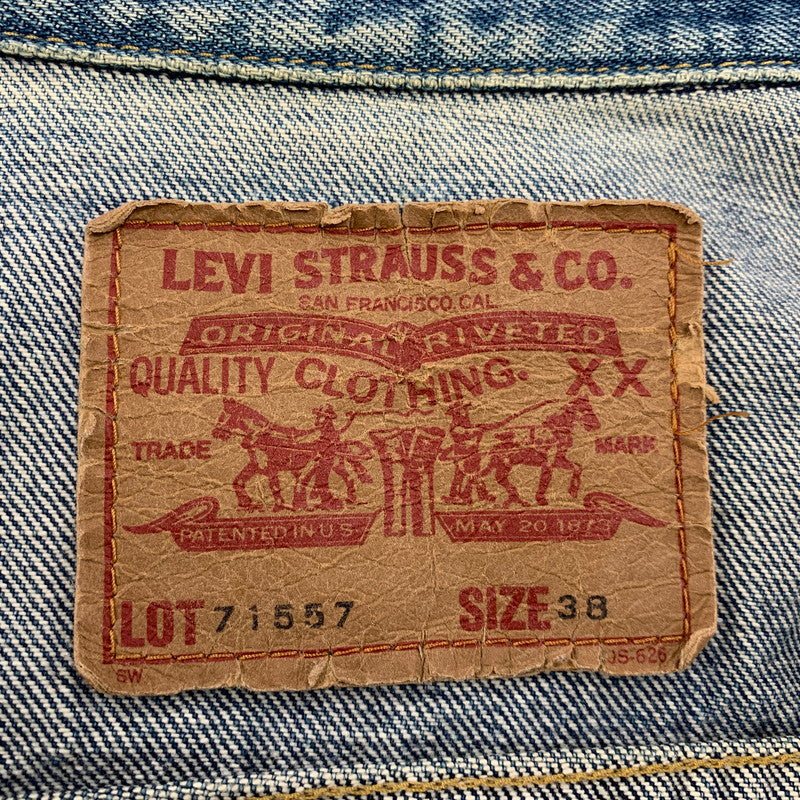 LEVI STRAUSS & CO.
SAN FRANCISCO CAL.
ORIGINAL RIVETED
QUALITY CLOTHING. XX
TRADE MARK
PATENTED IN U S MAY 20 1873
LOT 71557 SIZE 38
SW JS-626